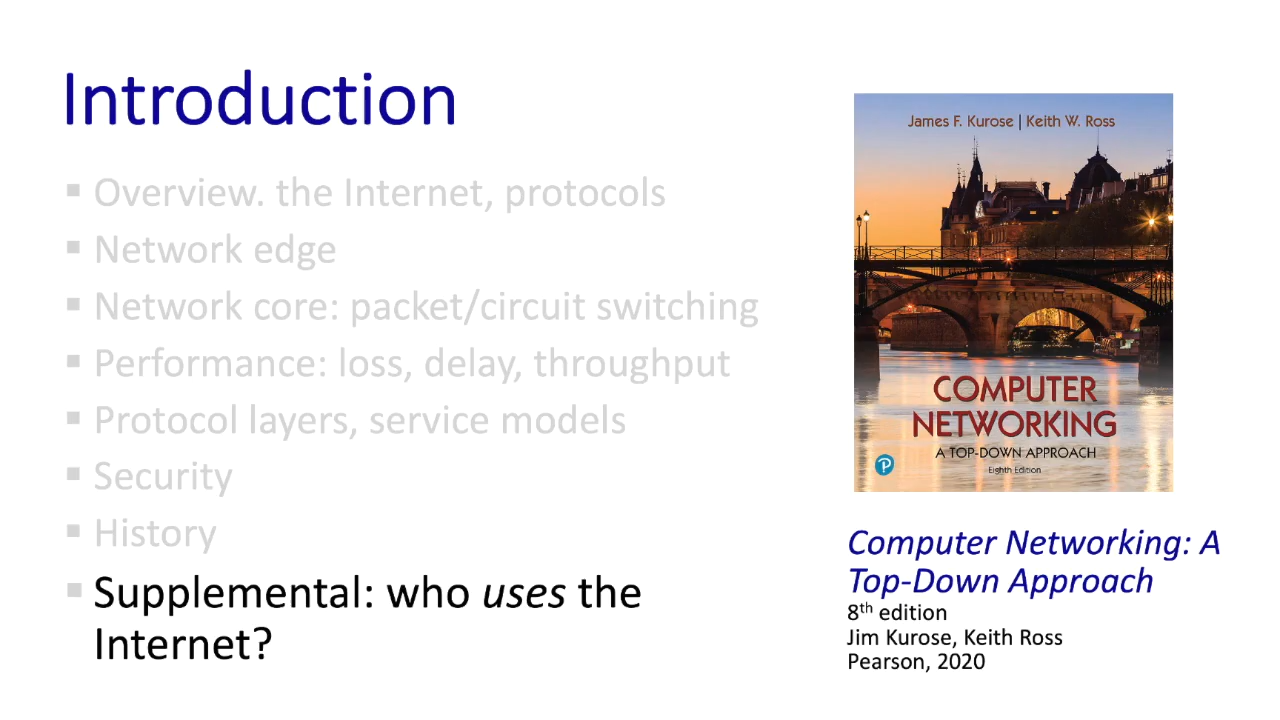 Introduction
▪ Overview. the Internet, protocols
▪ Network edge
▪ Network core: packet/circuit switching
▪ Performance: loss, delay, throughput
▪ Protocol layers, service models
▪ Security
▪ History
▪ Supplemental: who uses the
Internet?
James F. Kurose | Keith W. Ross
COMPUTER
NETWORKING
A TOP-DOWN APPROACH
Eighth Edition
P
Computer Networking: A
Top-Down Approach
8th edition
Jim Kurose, Keith Ross
Pearson, 2020